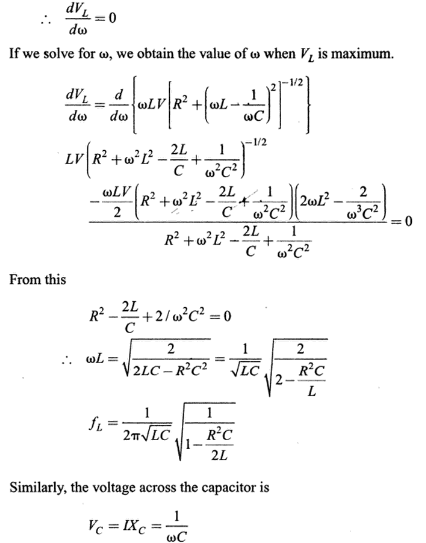 ∴ dV_L/dω = 0
If we solve for ω, we obtain the value of ω when V_L is maximum.
dV_L/dω = d/dω {ωLV[R² + (ωL − 1/ωC)²]^(−1/2)}
LV(R² + ω²L² − 2L/C + 1/ω²C²)^(−1/2)
−ωLV/2 (R² + ω²L² − 2L/C + 1/ω²C²)(2ωL² − 2/ω³C²)
/ (R² + ω²L² − 2L/C + 1/ω²C²) = 0
From this
R² − 2L/C + 2/ω²C² = 0
∴ ωL = √(2/(2LC − R²C²)) = 1/√LC √(2/(2 − R²C/L))
f_L = 1/(2π√LC) √(1/(1 − R²C/2L))
Similarly, the voltage across the capacitor is
V_C = IX_C = 1/ωC